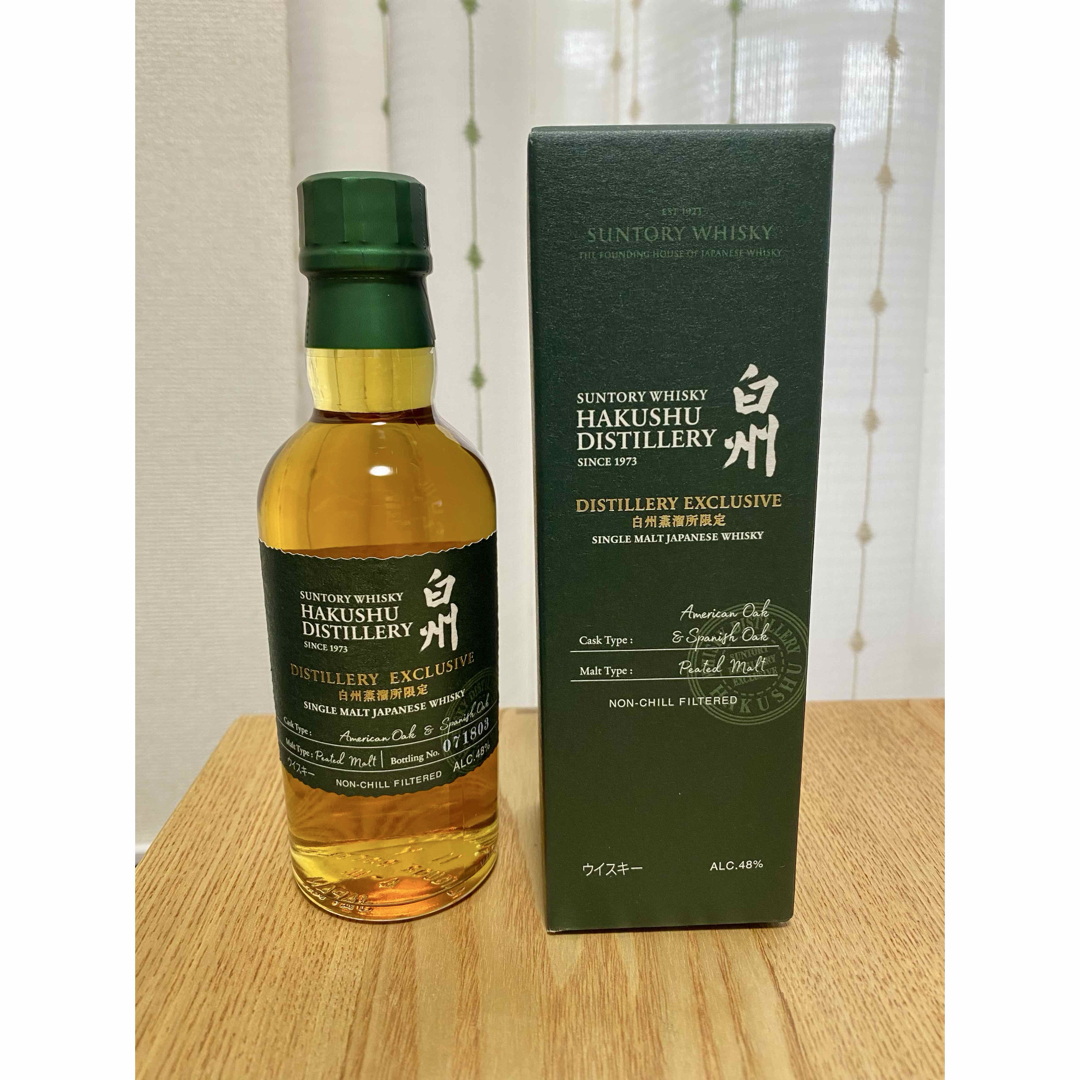 SUNTORY WHISKY
HAKUSHU
DISTILLERY
SINCE 1973
白州
DISTILLERY EXCLUSIVE
白州蒸溜所限定
SINGLE MALT JAPANESE WHISKY
Cask Type : American Oak & Spanish Oak
Malt Type : Peated Malt | Bottling No. 071803
ウイスキー
NON-CHILL FILTERED
ALC.48%
EST 1923
SUNTORY WHISKY
THE FOUNDING HOUSE OF JAPANESE WHISKY
SUNTORY WHISKY
HAKUSHU
DISTILLERY
SINCE 1973
白州
DISTILLERY EXCLUSIVE
白州蒸溜所限定
SINGLE MALT JAPANESE WHISKY
American Oak
Cask Type : & Spanish Oak
Malt Type : Peated Malt
NON-CHILL FILTERED
THE DISTILLERY
SUNTORY
EXCLUSIVE
HAKUSHU
ウイスキー
ALC.48%